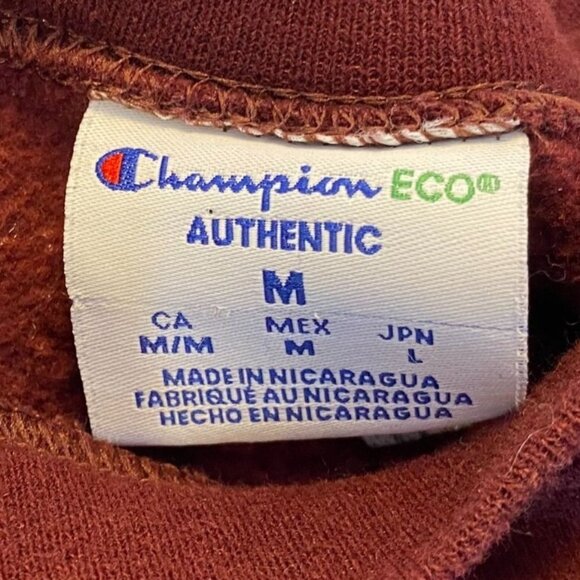 Champion ECO®
AUTHENTIC
M
CA MEX JPN
M/M M L
MADE IN NICARAGUA
FABRIQUÉ AU NICARAGUA
HECHO EN NICARAGUA